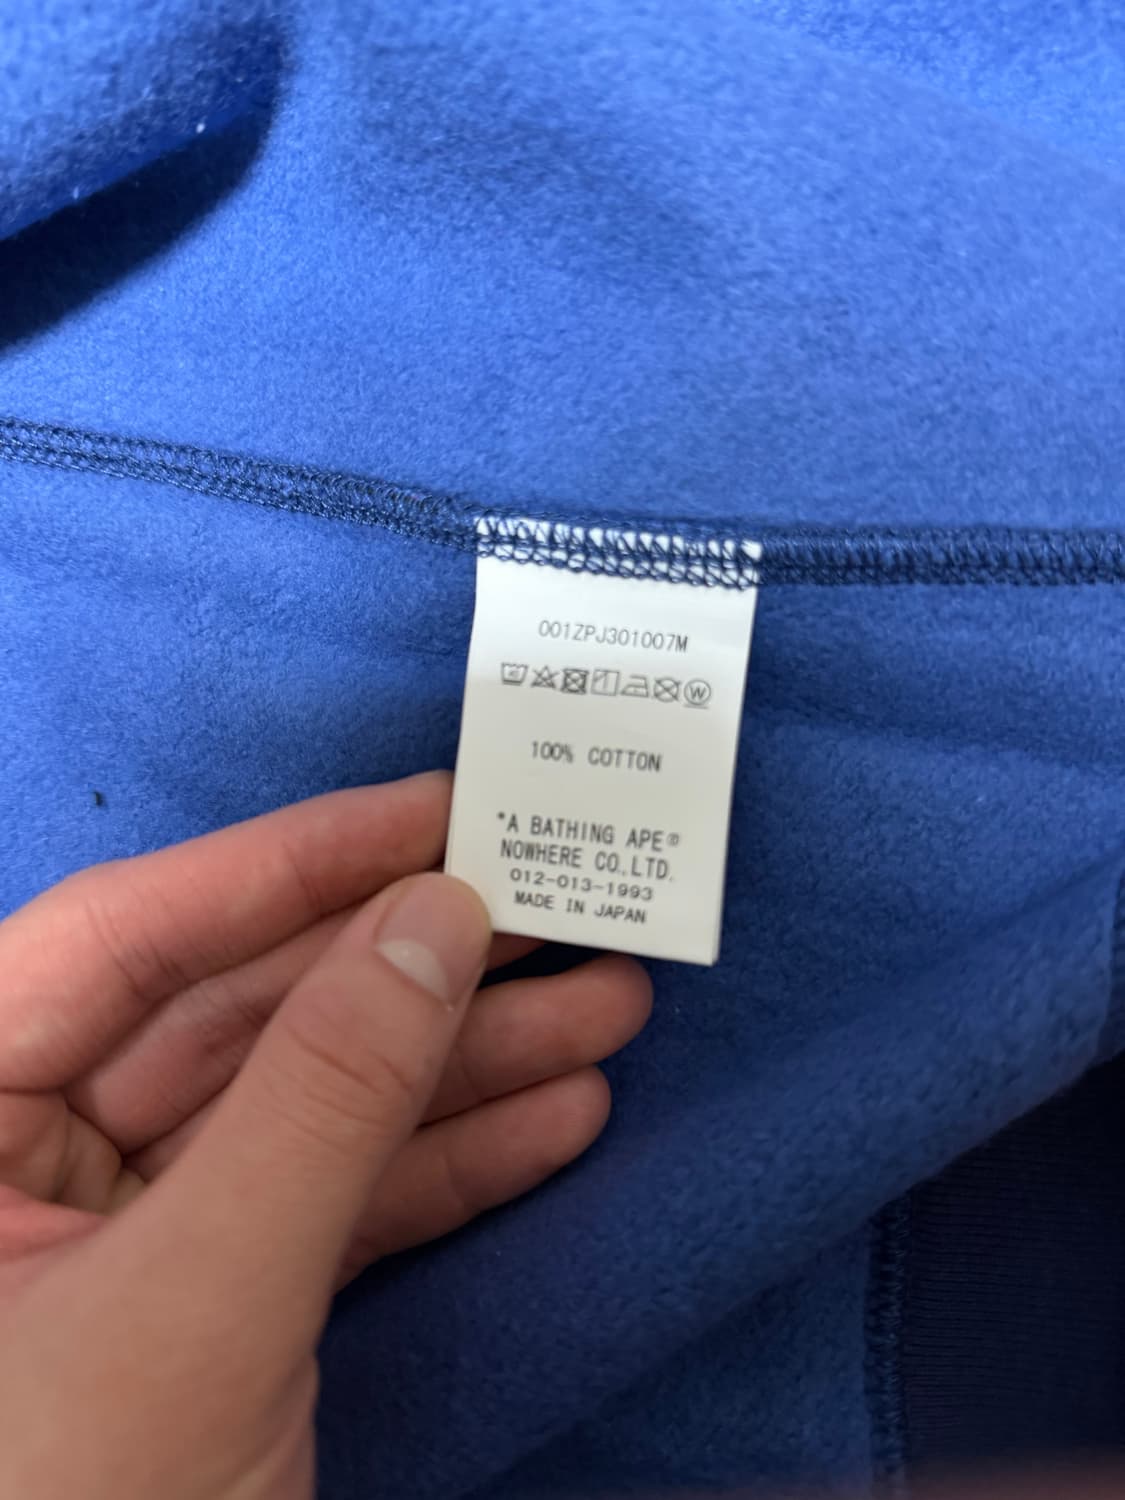 001ZPJ301007M
100% COTTON
*A BATHING APE®
NOWHERE CO.,LTD.
012-013-1993
MADE IN JAPAN